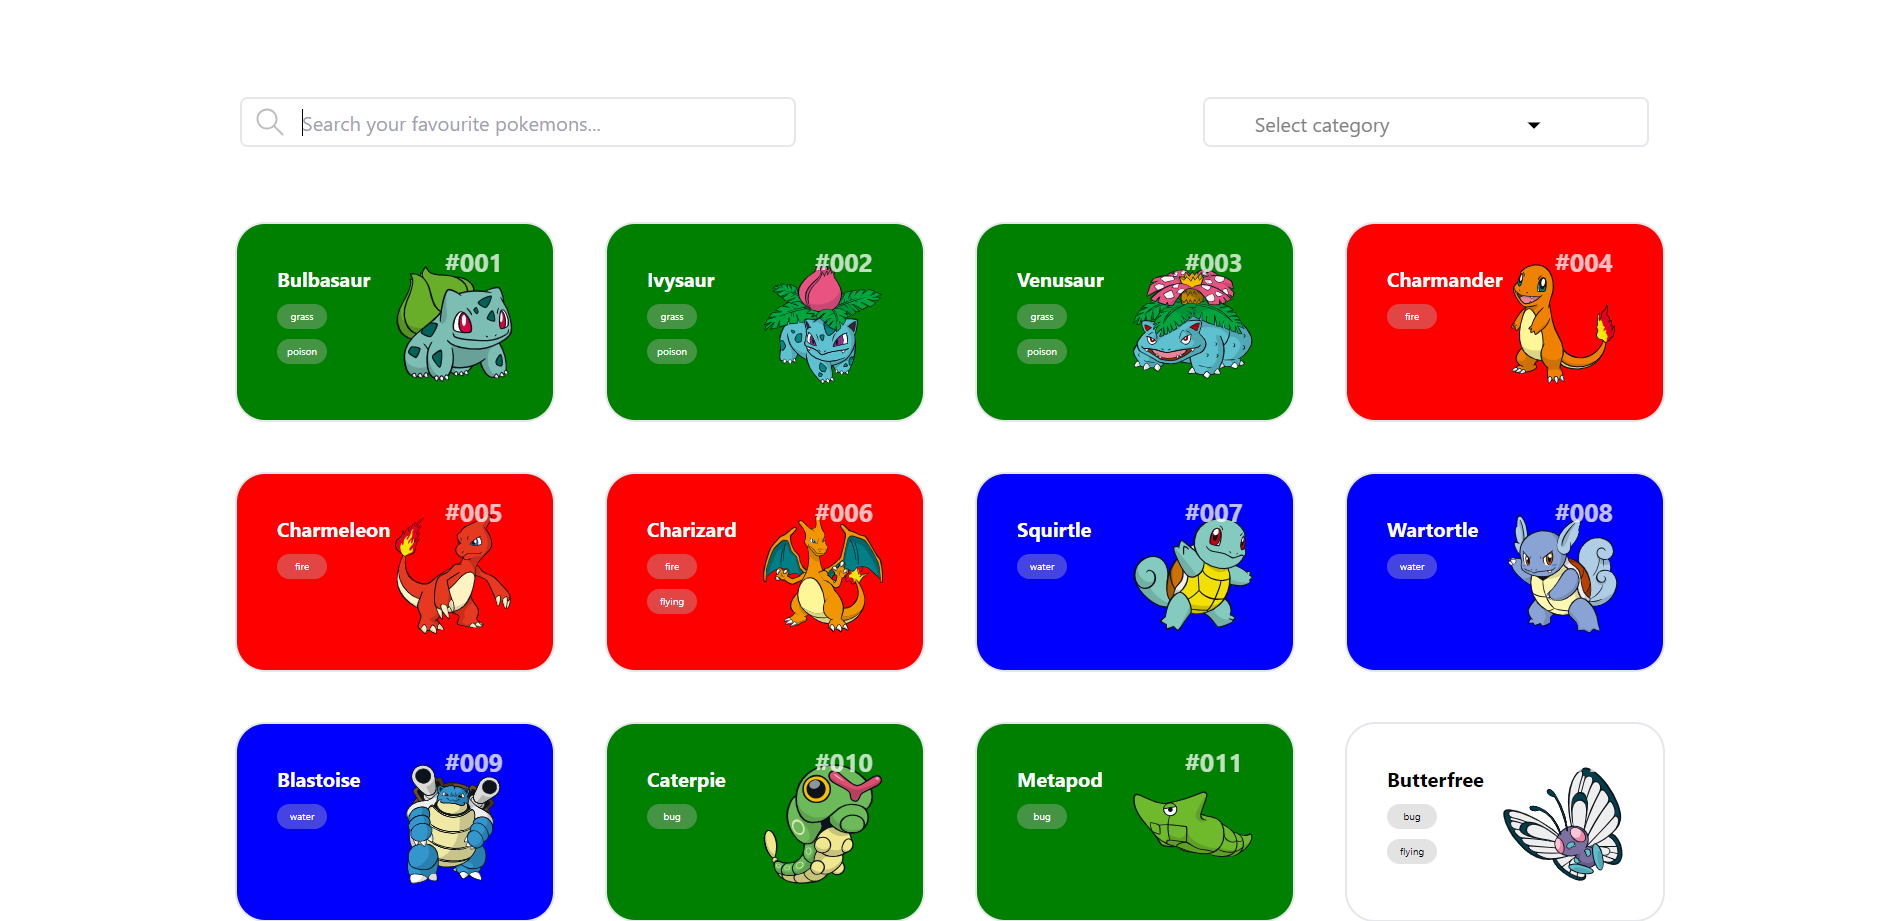 Search your favourite pokemons...
Select category
#001
Bulbasaur
grass
poison
#002
Ivysaur
grass
poison
#003
Venusaur
grass
poison
#004
Charmander
fire
#005
Charmeleon
fire
#006
Charizard
fire
flying
#007
Squirtle
water
#008
Wartortle
water
#009
Blastoise
water
#010
Caterpie
bug
#011
Metapod
bug
Butterfree
bug
flying